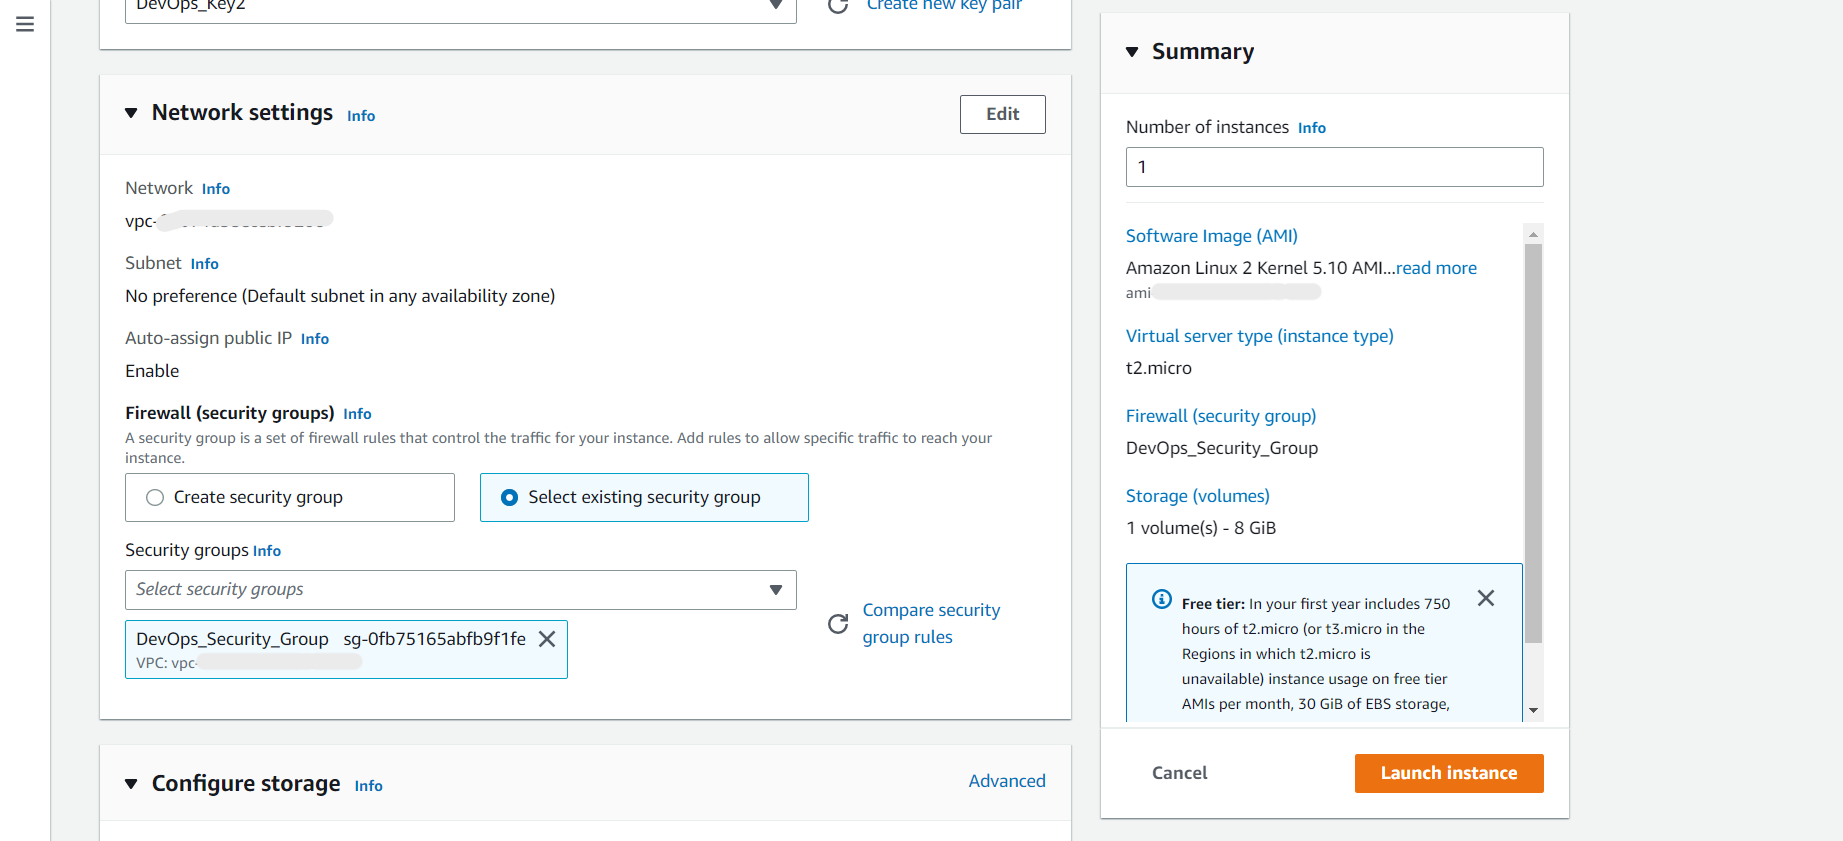 DevOps_Key2
Create new key pair
Network settings Info
Edit
Network Info
vpc-
Subnet Info
No preference (Default subnet in any availability zone)
Auto-assign public IP Info
Enable
Firewall (security groups) Info
A security group is a set of firewall rules that control the traffic for your instance. Add rules to allow specific traffic to reach your
instance.
Create security group
Select existing security group
Security groups Info
Select security groups
DevOps_Security_Group sg-0fb75165abfb9f1fe
VPC: vpc-
Compare security
group rules
Configure storage Info
Advanced
Summary
Number of instances Info
1
Software Image (AMI)
Amazon Linux 2 Kernel 5.10 AMI...read more
ami
Virtual server type (instance type)
t2.micro
Firewall (security group)
DevOps_Security_Group
Storage (volumes)
1 volume(s) - 8 GiB
Free tier: In your first year includes 750
hours of t2.micro (or t3.micro in the
Regions in which t2.micro is
unavailable) instance usage on free tier
AMIs per month, 30 GiB of EBS storage,
Cancel
Launch instance